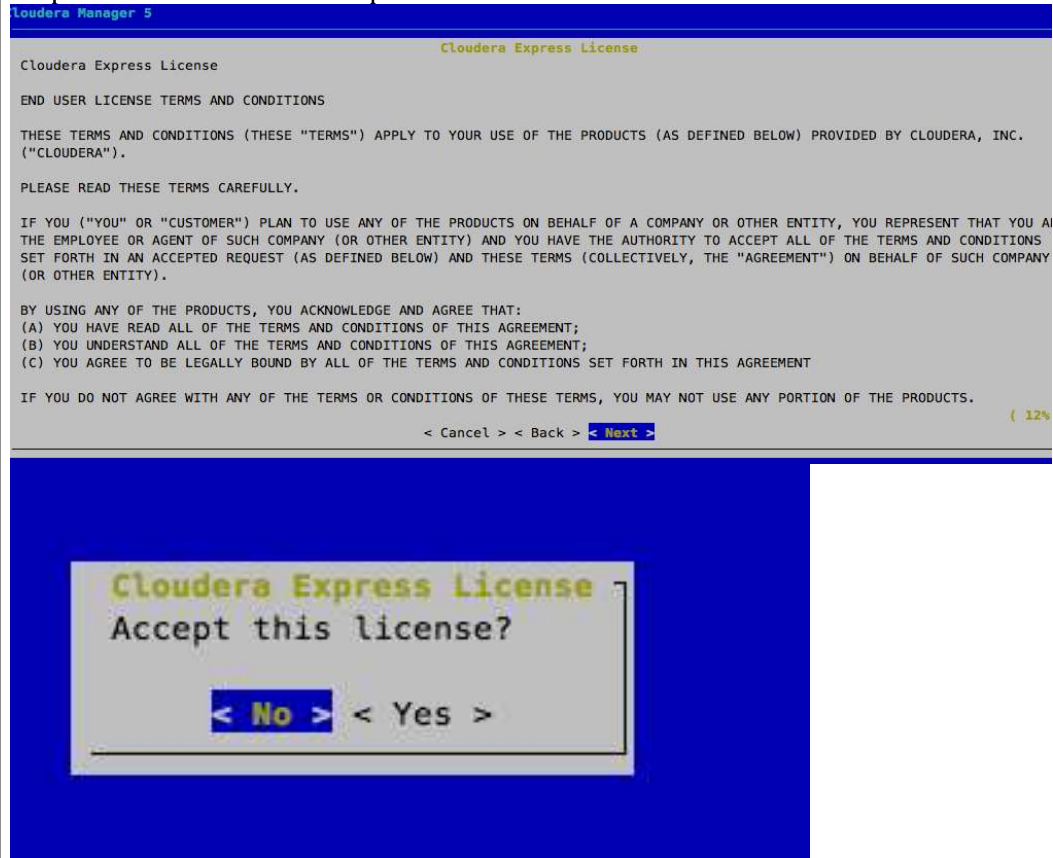 Cloudera Manager 5
Cloudera Express License
Cloudera Express License
END USER LICENSE TERMS AND CONDITIONS
THESE TERMS AND CONDITIONS (THESE "TERMS") APPLY TO YOUR USE OF THE PRODUCTS (AS DEFINED BELOW) PROVIDED BY CLOUDERA, INC.
("CLOUDERA").
PLEASE READ THESE TERMS CAREFULLY.
IF YOU ("YOU" OR "CUSTOMER") PLAN TO USE ANY OF THE PRODUCTS ON BEHALF OF A COMPANY OR OTHER ENTITY, YOU REPRESENT THAT YOU
THE EMPLOYEE OR AGENT OF SUCH COMPANY (OR OTHER ENTITY) AND YOU HAVE THE AUTHORITY TO ACCEPT ALL OF THE TERMS AND CONDITIONS
SET FORTH IN AN ACCEPTED REQUEST (AS DEFINED BELOW) AND THESE TERMS (COLLECTIVELY, THE "AGREEMENT") ON BEHALF OF SUCH COMPANY
(OR OTHER ENTITY).
BY USING ANY OF THE PRODUCTS, YOU ACKNOWLEDGE AND AGREE THAT:
(A) YOU HAVE READ ALL OF THE TERMS AND CONDITIONS OF THIS AGREEMENT;
(B) YOU UNDERSTAND ALL OF THE TERMS AND CONDITIONS OF THIS AGREEMENT;
(C) YOU AGREE TO BE LEGALLY BOUND BY ALL OF THE TERMS AND CONDITIONS SET FORTH IN THIS AGREEMENT
IF YOU DO NOT AGREE WITH ANY OF THE TERMS OR CONDITIONS OF THESE TERMS, YOU MAY NOT USE ANY PORTION OF THE PRODUCTS.
( 12%
< Cancel > < Back > < Next >
Cloudera Express License
Accept this license?
< No > < Yes >